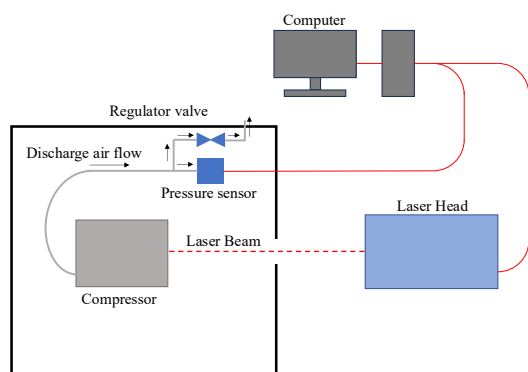 Computer
Regulator valve
Discharge air flow
Pressure sensor
Laser Head
Laser Beam
Compressor